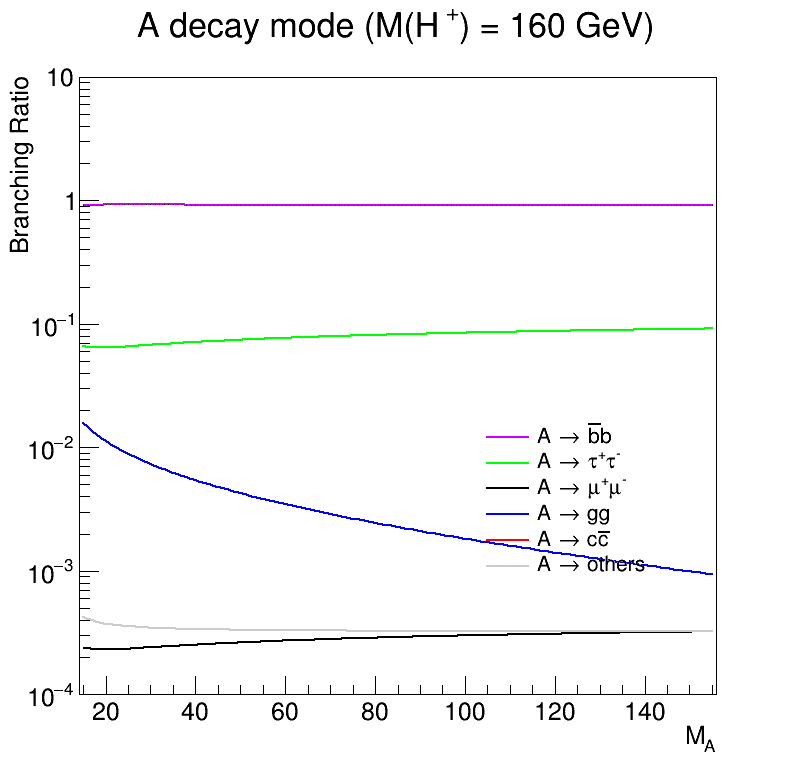 A decay mode (M(H⁺) = 160 GeV)
Branching Ratio
10
1
10⁻¹
10⁻²
10⁻³
10⁻⁴
A → b̅b
A → τ⁺τ⁻
A → μ⁺μ⁻
A → gg
A → cc̅
A → others
20 40 60 80 100 120 140
M_A